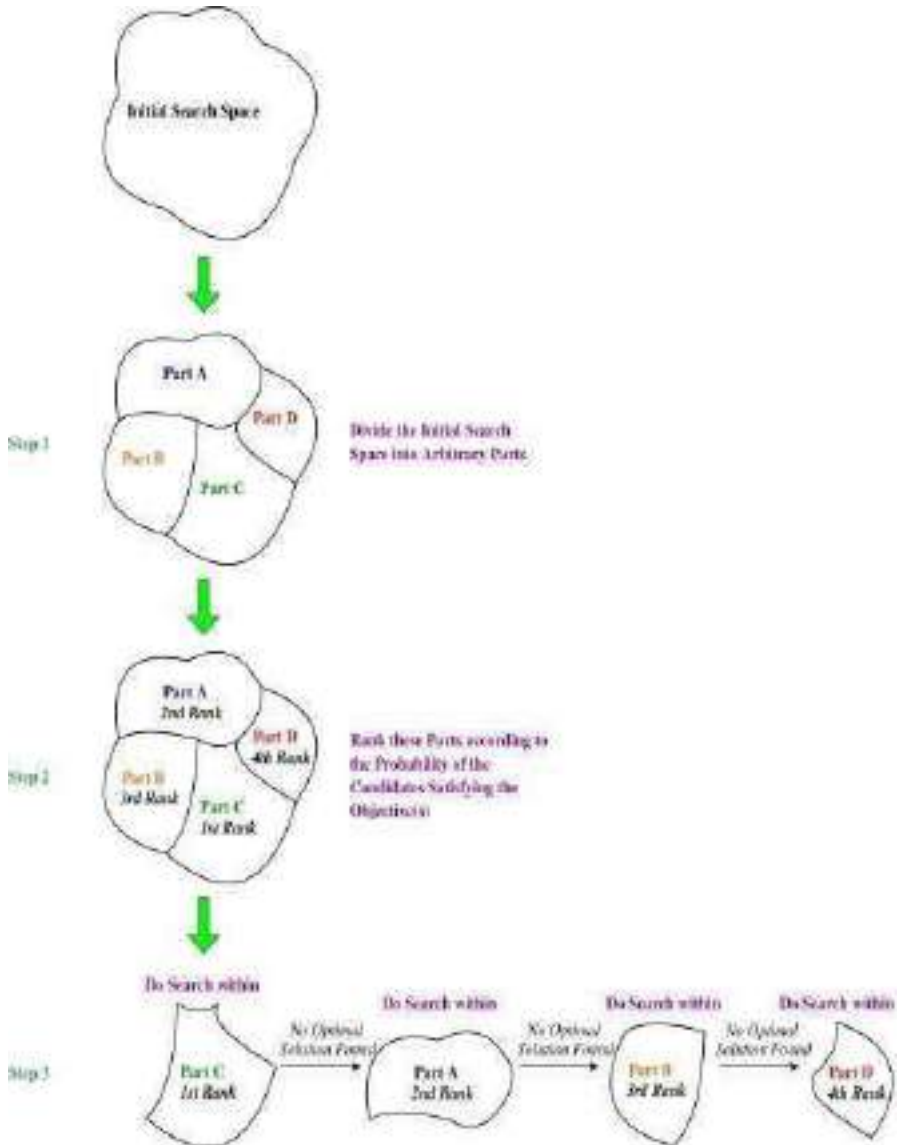 Initial Search Space
Part A
Part D
Step 1
Part B
Part C
Divide the Initial Search
Space into Arbitrary Parts
Part A
2nd Rank
Part D
4th Rank
Step 2
Part B
3rd Rank
Part C
1st Rank
Rank these Parts according to
the Probability of the
Candidates Satisfying the
Objective(s)
Do Search within
Do Search within
Do Search within
Do Search within
Step 3
Part C
1st Rank
No Optimal
Solution Found
Part A
2nd Rank
No Optimal
Solution Found
Part B
3rd Rank
No Optimal
Solution Found
Part D
4th Rank